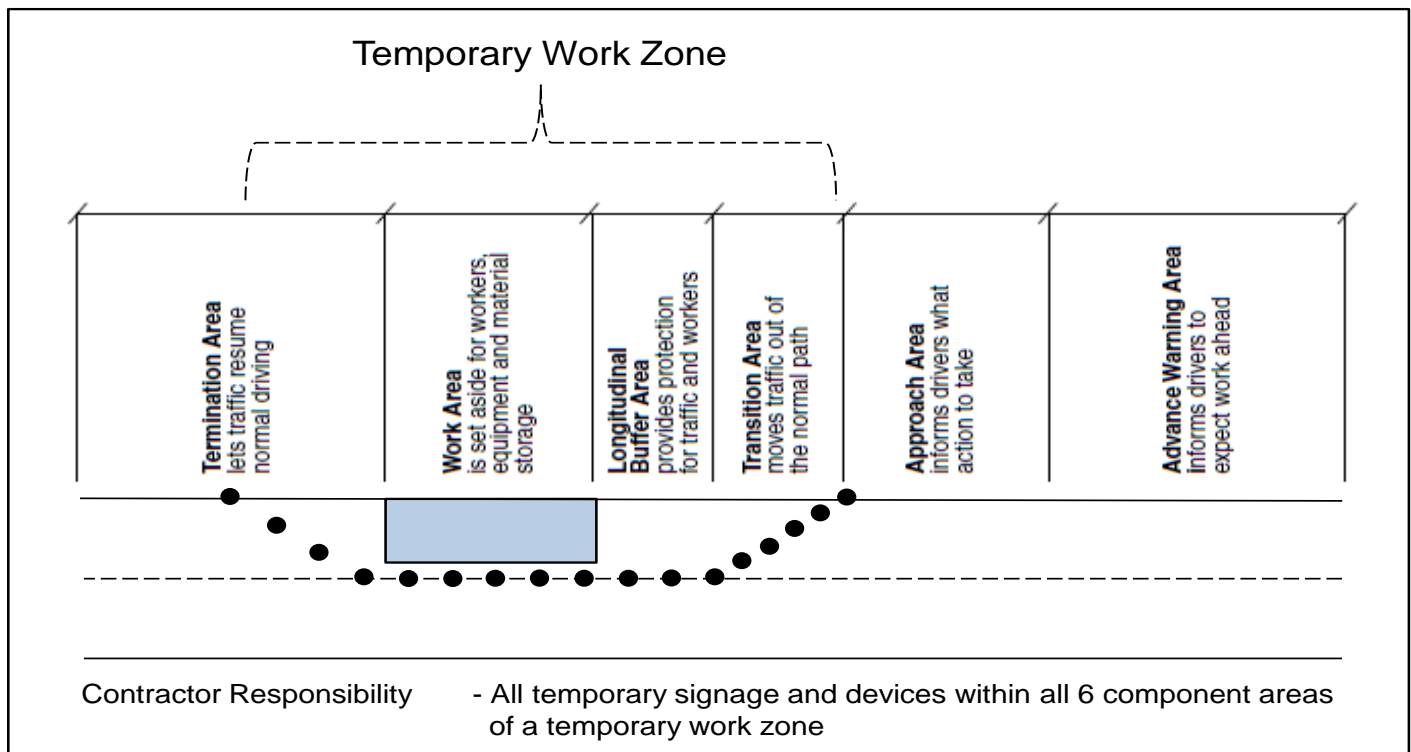 Temporary Work Zone
Termination Area
lets traffic resume
normal driving
Work Area
is set aside for workers,
equipment and material
storage
Longitudinal
Buffer Area
provides protection
for traffic and workers
Transition Area
moves traffic out of
the normal path
Approach Area
informs drivers what
action to take
Advance Warning Area
informs drivers to
expect work ahead
Contractor Responsibility - All temporary signage and devices within all 6 component areas
of a temporary work zone